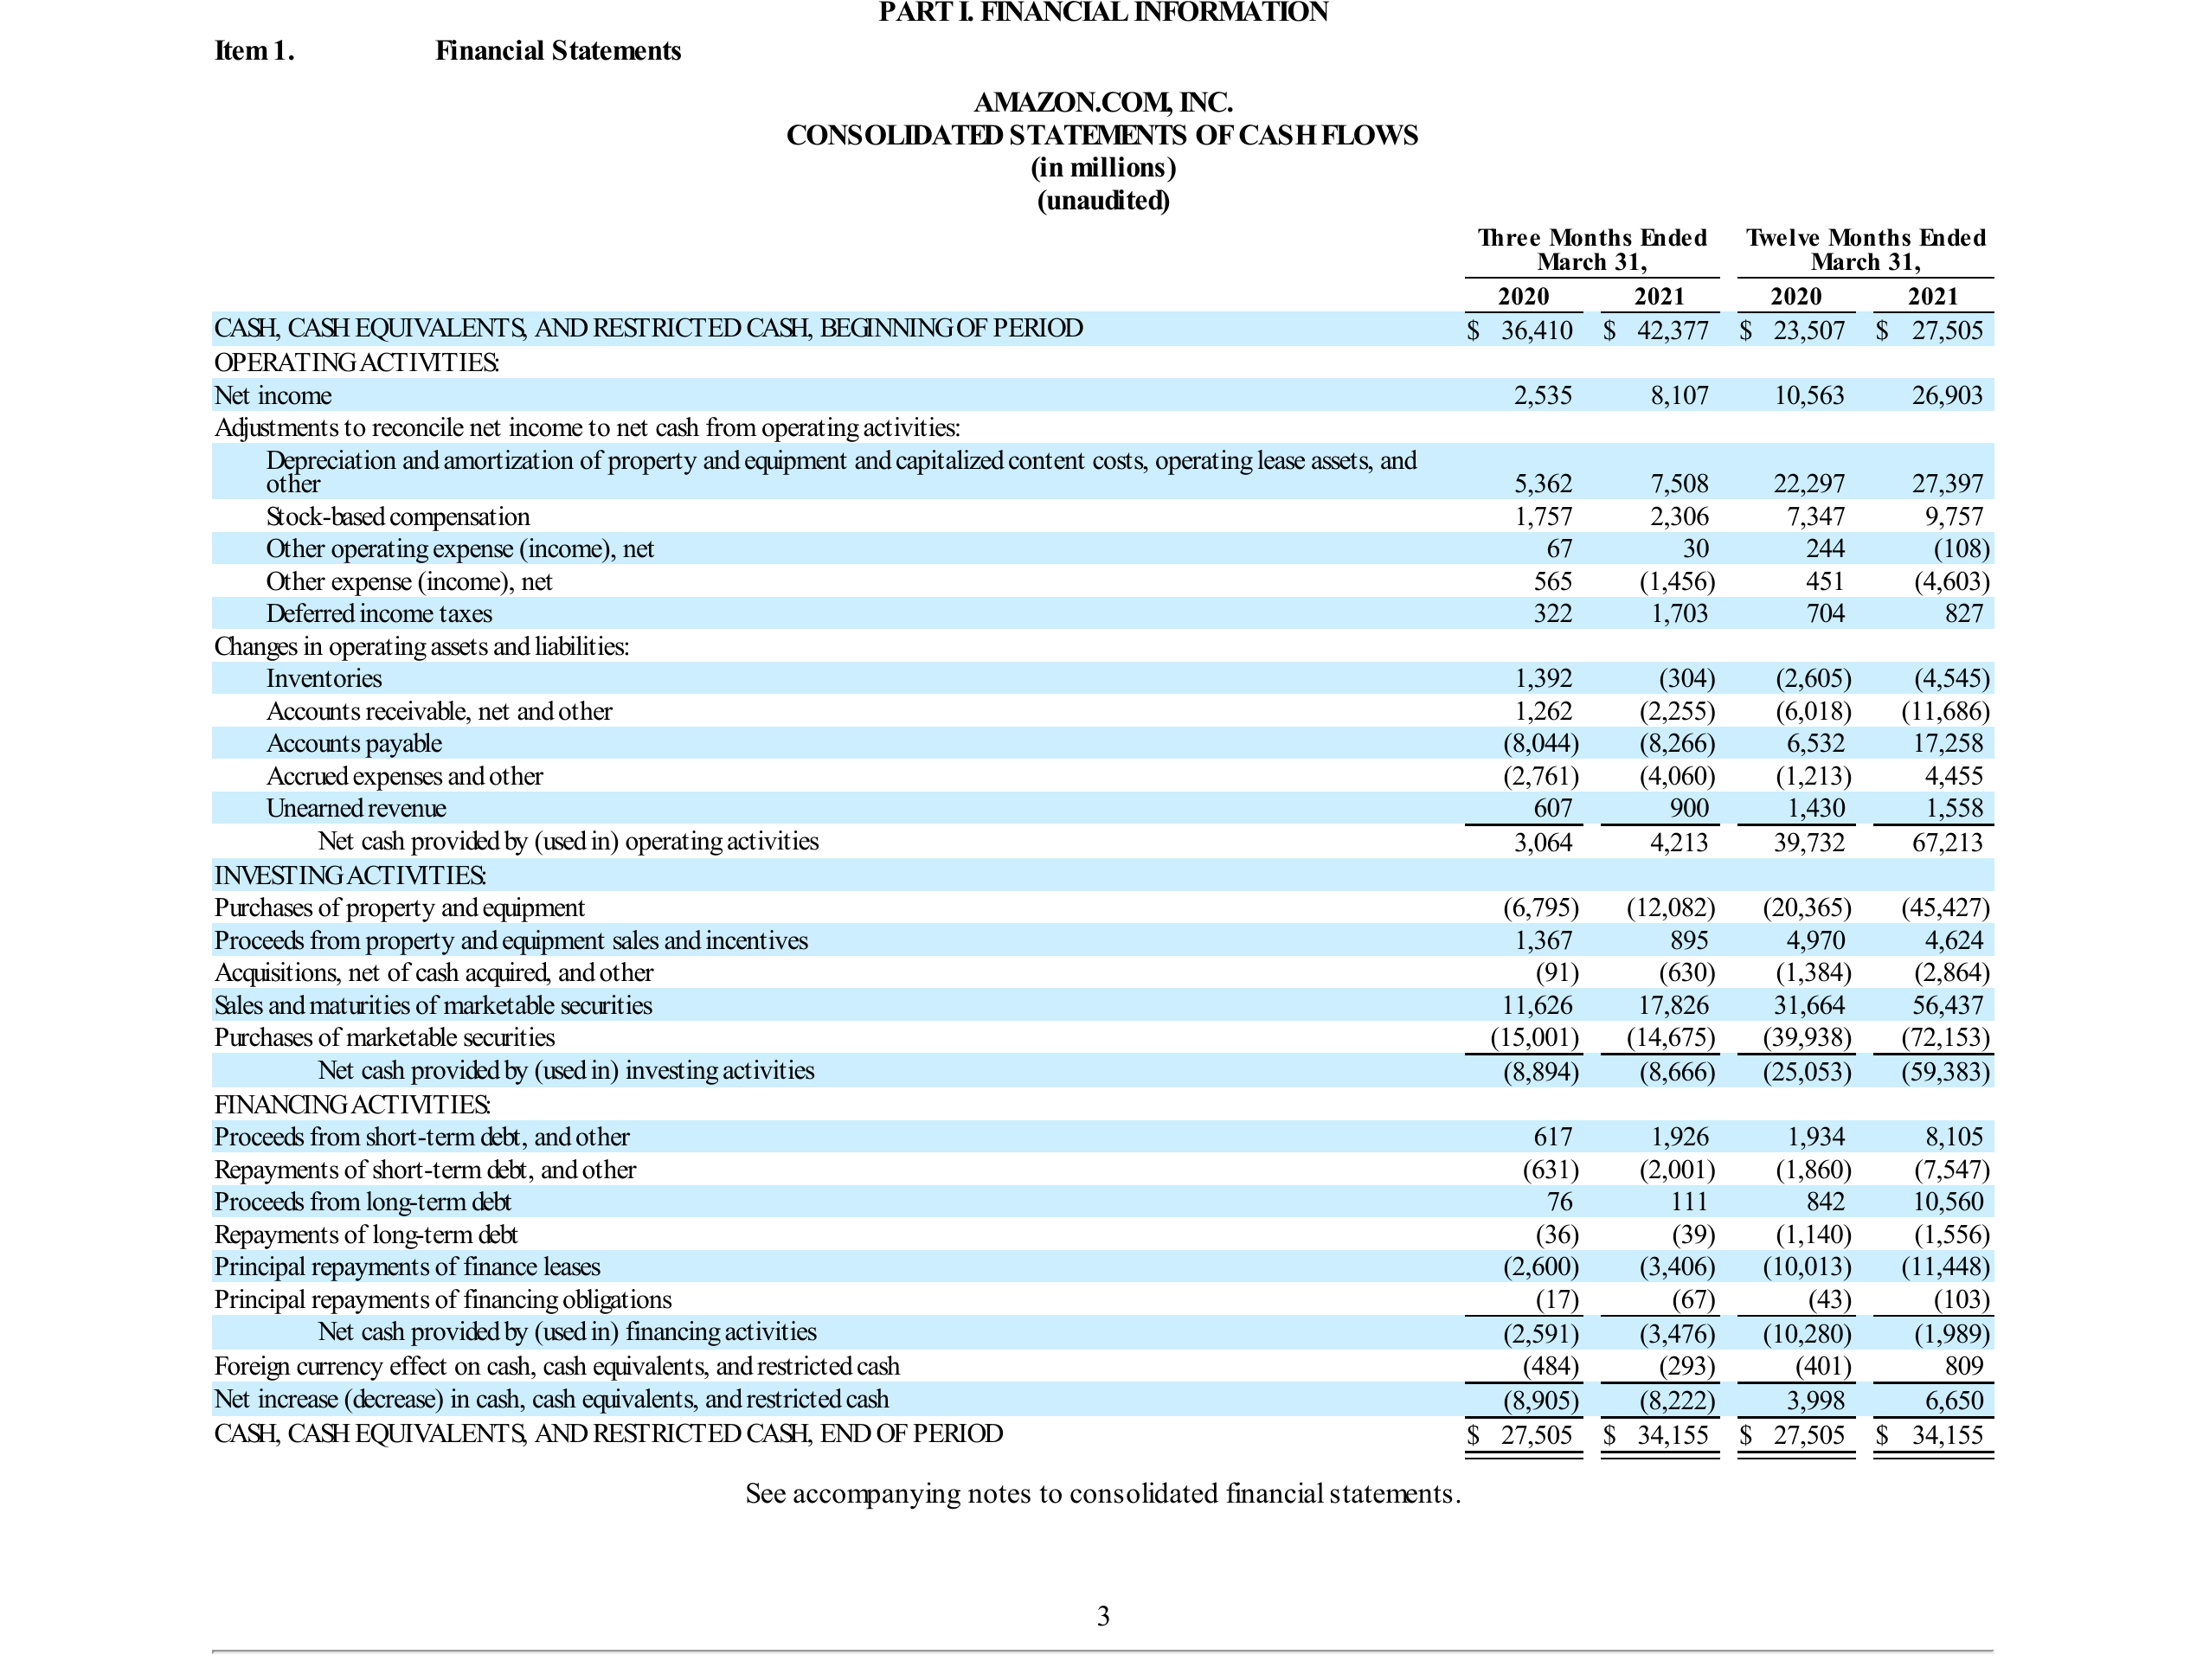 PART I. FINANCIAL INFORMATION
Item 1. Financial Statements
AMAZON.COM, INC.
CONSOLIDATED STATEMENTS OF CASH FLOWS
(in millions)
(unaudited)
Three Months Ended Twelve Months Ended
March 31, March 31,
2020 2021 2020 2021
CASH, CASH EQUIVALENTS, AND RESTRICTED CASH, BEGINNING OF PERIOD $ 36,410 $ 42,377 $ 23,507 $ 27,505
OPERATING ACTIVITIES:
Net income 2,535 8,107 10,563 26,903
Adjustments to reconcile net income to net cash from operating activities:
Depreciation and amortization of property and equipment and capitalized content costs, operating lease assets, and
other 5,362 7,508 22,297 27,397
Stock-based compensation 1,757 2,306 7,347 9,757
Other operating expense (income), net 67 30 244 (108)
Other expense (income), net 565 (1,456) 451 (4,603)
Deferred income taxes 322 1,703 704 827
Changes in operating assets and liabilities:
Inventories 1,392 (304) (2,605) (4,545)
Accounts receivable, net and other 1,262 (2,255) (6,018) (11,686)
Accounts payable (8,044) (8,266) 6,532 17,258
Accrued expenses and other (2,761) (4,060) (1,213) 4,455
Unearned revenue 607 900 1,430 1,558
Net cash provided by (used in) operating activities 3,064 4,213 39,732 67,213
INVESTING ACTIVITIES:
Purchases of property and equipment (6,795) (12,082) (20,365) (45,427)
Proceeds from property and equipment sales and incentives 1,367 895 4,970 4,624
Acquisitions, net of cash acquired, and other (91) (630) (1,384) (2,864)
Sales and maturities of marketable securities 11,626 17,826 31,664 56,437
Purchases of marketable securities (15,001) (14,675) (39,938) (72,153)
Net cash provided by (used in) investing activities (8,894) (8,666) (25,053) (59,383)
FINANCING ACTIVITIES:
Proceeds from short-term debt, and other 617 1,926 1,934 8,105
Repayments of short-term debt, and other (631) (2,001) (1,860) (7,547)
Proceeds from long-term debt 76 111 842 10,560
Repayments of long-term debt (36) (39) (1,140) (1,556)
Principal repayments of finance leases (2,600) (3,406) (10,013) (11,448)
Principal repayments of financing obligations (17) (67) (43) (103)
Net cash provided by (used in) financing activities (2,591) (3,476) (10,280) (1,989)
Foreign currency effect on cash, cash equivalents, and restricted cash (484) (293) (401) 809
Net increase (decrease) in cash, cash equivalents, and restricted cash (8,905) (8,222) 3,998 6,650
CASH, CASH EQUIVALENTS, AND RESTRICTED CASH, END OF PERIOD $ 27,505 $ 34,155 $ 27,505 $ 34,155
See accompanying notes to consolidated financial statements.
3